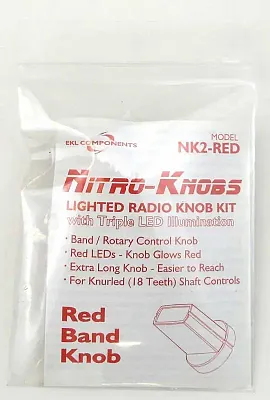 EKL COMPONENTS
MODEL
NK2-RED
NITRO-KNOBS
LIGHTED RADIO KNOB KIT
with Triple LED Illumination
• Band / Rotary Control Knob
• Red LEDs - Knob Glows Red
• Extra Long Knob - Easier to Reach
• For Knurled (18 Teeth) Shaft Controls
Red
Band
Knob